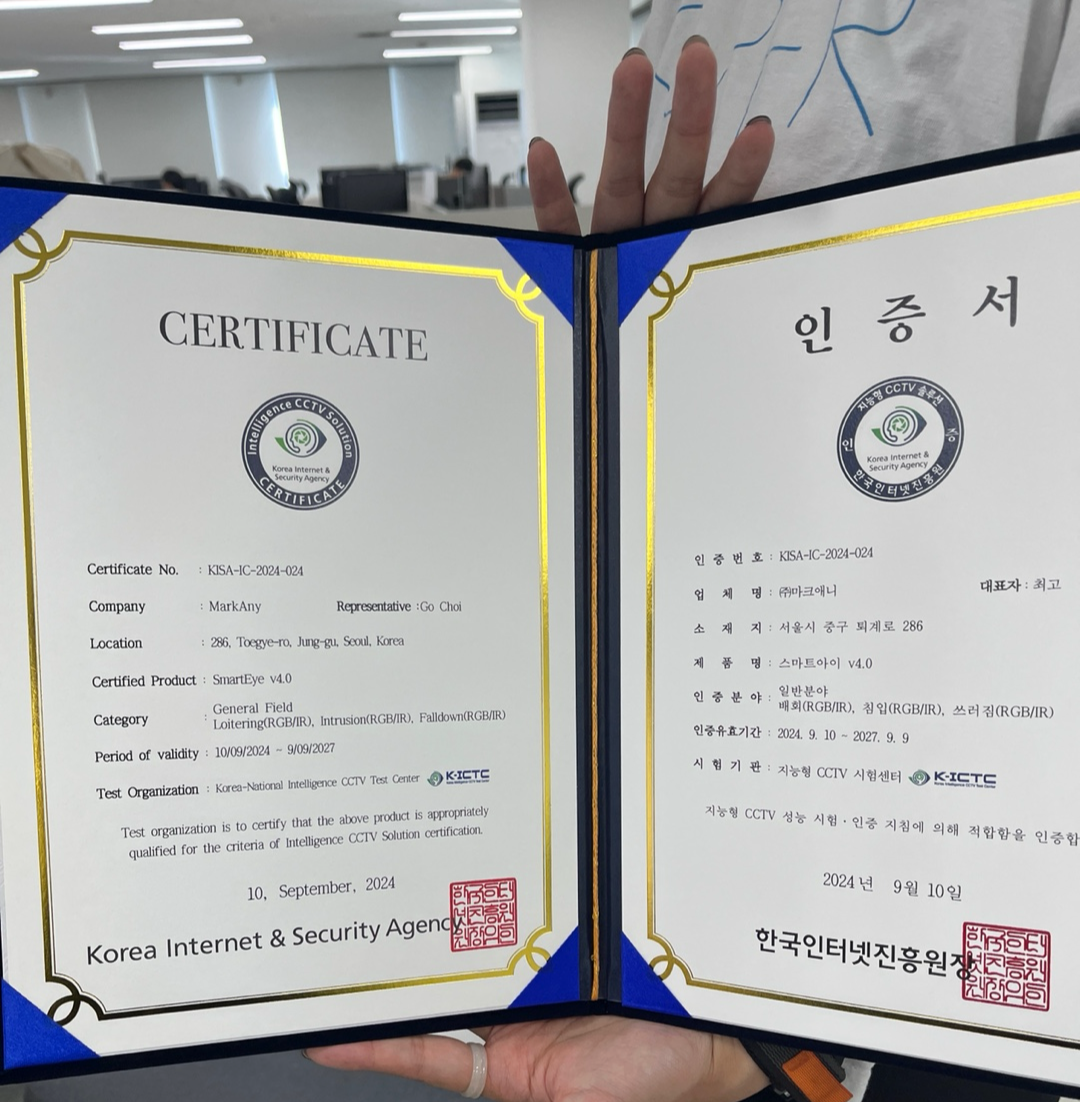 CERTIFICATE
Intelligence CCTV Solution
Korea Internet &
Security Agency
CERTIFICATE
Certificate No. : KISA-IC-2024-024
Company : MarkAny Representative :Go Choi
Location : 286, Toegye-ro, Jung-gu, Seoul, Korea
Certified Product : SmartEye v4.0
Category : General Field
Loitering(RGB/IR), Intrusion(RGB/IR), Falldown(RGB/IR)
Period of validity : 10/09/2024 ~ 9/09/2027
Test Organization : Korea-National Intelligence CCTV Test Center K-ICTC
Test organization is to certify that the above product is appropriately
qualified for the criteria of Intelligence CCTV Solution certification.
10, September, 2024
Korea Internet & Security Agency
인증서
지능형 CCTV 솔루션
인
Korea Internet &
Security Agency
증
한국인터넷진흥원
인 증 번 호 : KISA-IC-2024-024
업 체 명 : ㈜마크애니 대표자 : 최고
소 재 지 : 서울시 중구 퇴계로 286
제 품 명 : 스마트아이 v4.0
인 증 분 야 : 일반분야
배회(RGB/IR), 침입(RGB/IR), 쓰러짐(RGB/IR)
인증유효기간 : 2024. 9. 10 ~ 2027. 9. 9
시 험 기 관 : 지능형 CCTV 시험센터 K-ICTC
지능형 CCTV 성능 시험·인증 지침에 의해 적합함을 인증합
2024년 9월 10일
한국인터넷진흥원장